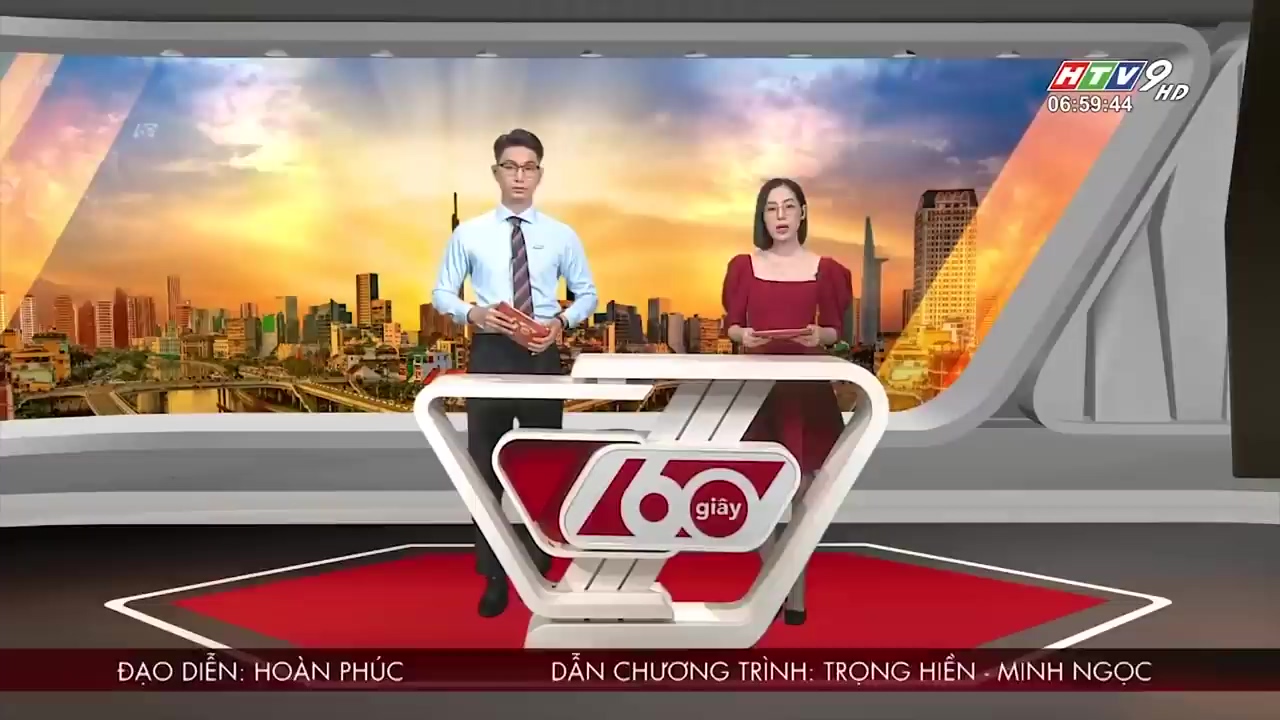 HTV9
HD
06:59:44
60
giây
ĐẠO DIỄN: HOÀN PHÚC
DẪN CHƯƠNG TRÌNH: TRỌNG HIỀN - MINH NGỌC